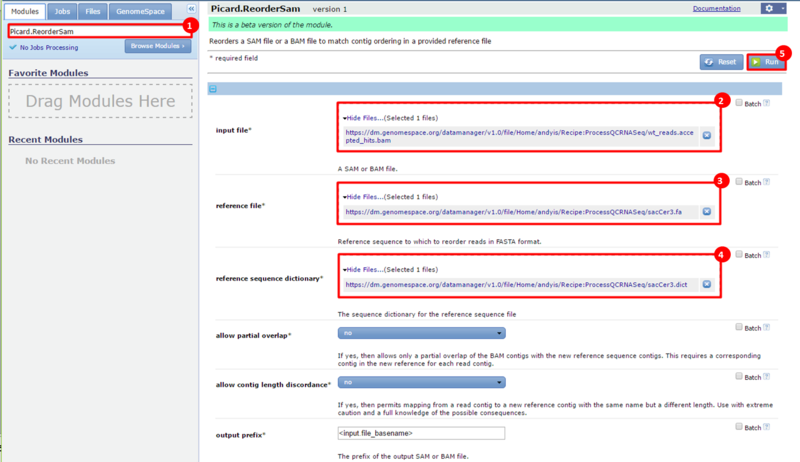 Modules
Jobs
Files
GenomeSpace
«
1
Picard.ReorderSam
No Jobs Processing
Browse Modules ›
Favorite Modules
Drag Modules Here
Recent Modules
No Recent Modules
Picard.ReorderSam version 1
Documentation
This is a beta version of the module.
Reorders a SAM file or a BAM file to match contig ordering in a provided reference file
* required field
Reset
Run
5
2
Batch ?
input file*
Hide Files...(Selected 1 files)
https://dm.genomespace.org/datamanager/v1.0/file/Home/andyis/Recipe:ProcessQCRNASeq/wt_reads.acce
pted_hits.bam
A SAM or BAM file.
3
Batch ?
reference file*
Hide Files...(Selected 1 files)
https://dm.genomespace.org/datamanager/v1.0/file/Home/andyis/Recipe:ProcessQCRNASeq/sacCer3.fa
Reference sequence to which to reorder reads in FASTA format.
4
Batch ?
reference sequence dictionary*
Hide Files...(Selected 1 files)
https://dm.genomespace.org/datamanager/v1.0/file/Home/andyis/Recipe:ProcessQCRNASeq/sacCer3.dict
The sequence dictionary for the reference sequence file
Batch ?
allow partial overlap*
no
If yes, then allows only a partial overlap of the BAM contigs with the new reference sequence contigs. This requires a corresponding
contig in the new reference for each read contig.
Batch ?
allow contig length discordance*
no
If yes, then permits mapping from a read contig to a new reference contig with the same name but a different length. Use with extreme
caution and a full knowledge of the possible consequences.
Batch ?
output prefix*
<input.file_basename>
The prefix of the output SAM or BAM file.